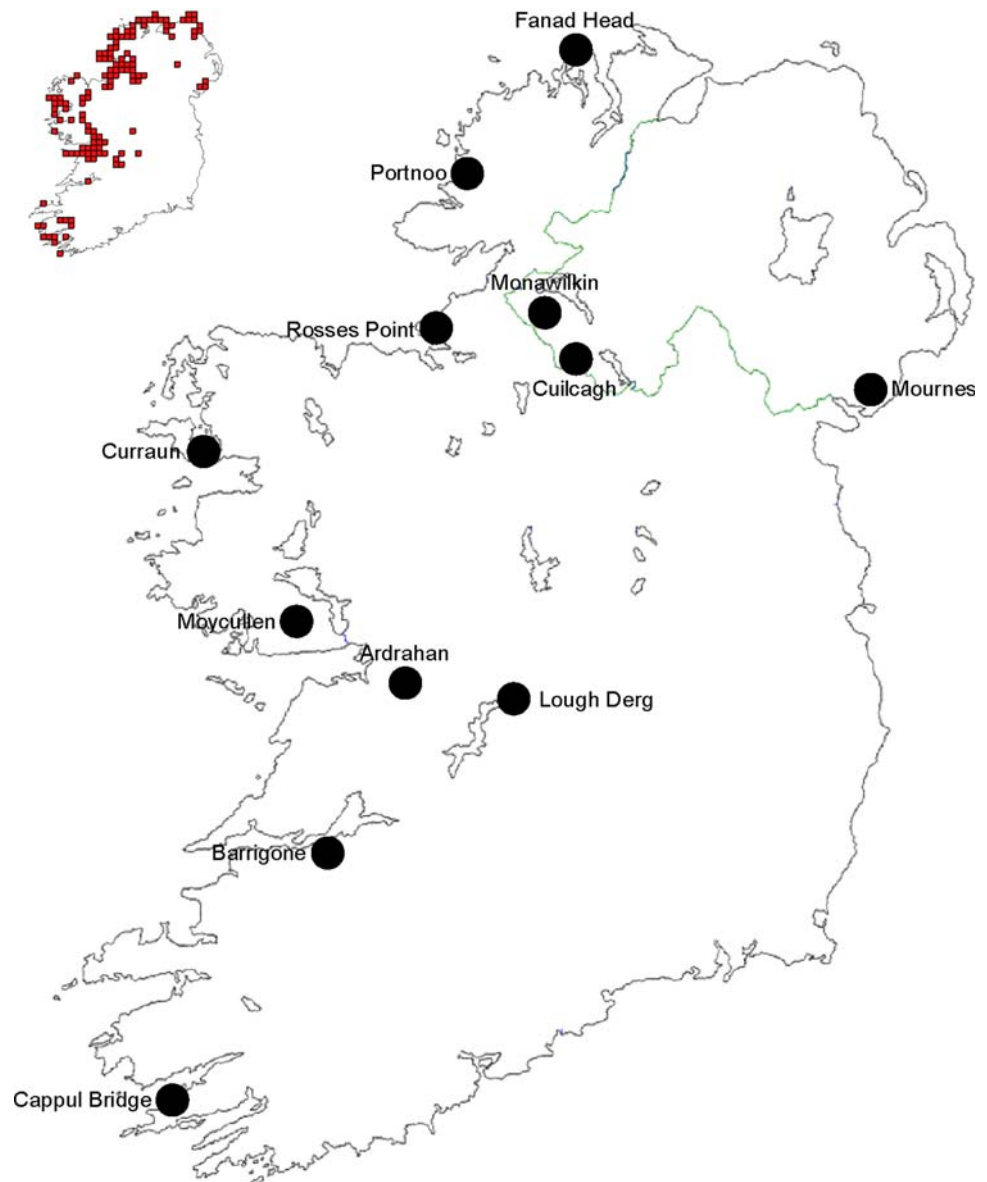 Fanad Head
Portnoo
Monawilkin
Rosses Point
Cuilcagh
Mournes
Curraun
Moycullen
Ardrahan
Lough Derg
Barrigone
Cappul Bridge